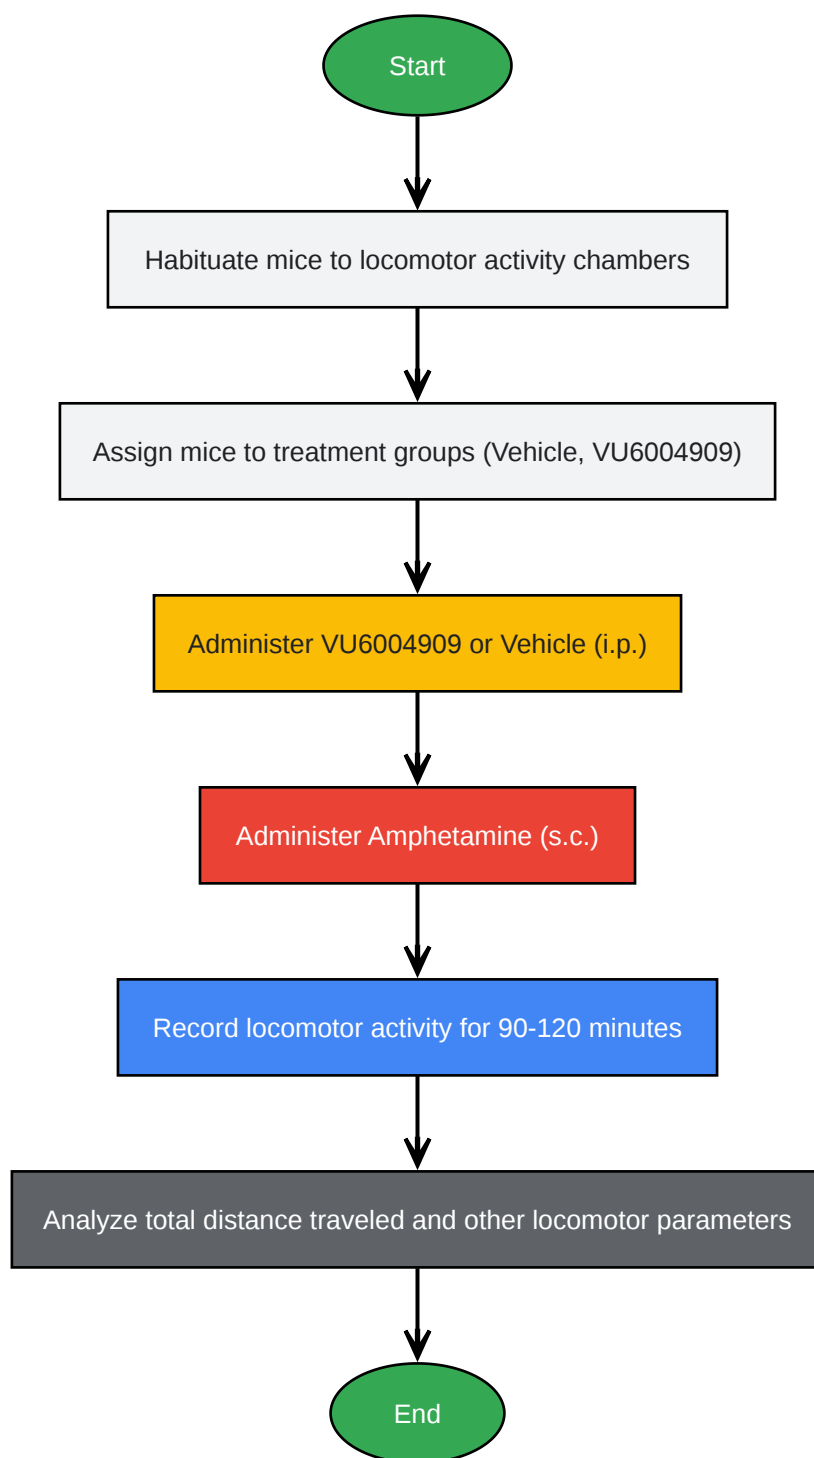 Start
Habituate mice to locomotor activity chambers
Assign mice to treatment groups (Vehicle, VU6004909)
Administer VU6004909 or Vehicle (i.p.)
Administer Amphetamine (s.c.)
Record locomotor activity for 90-120 minutes
Analyze total distance traveled and other locomotor parameters
End